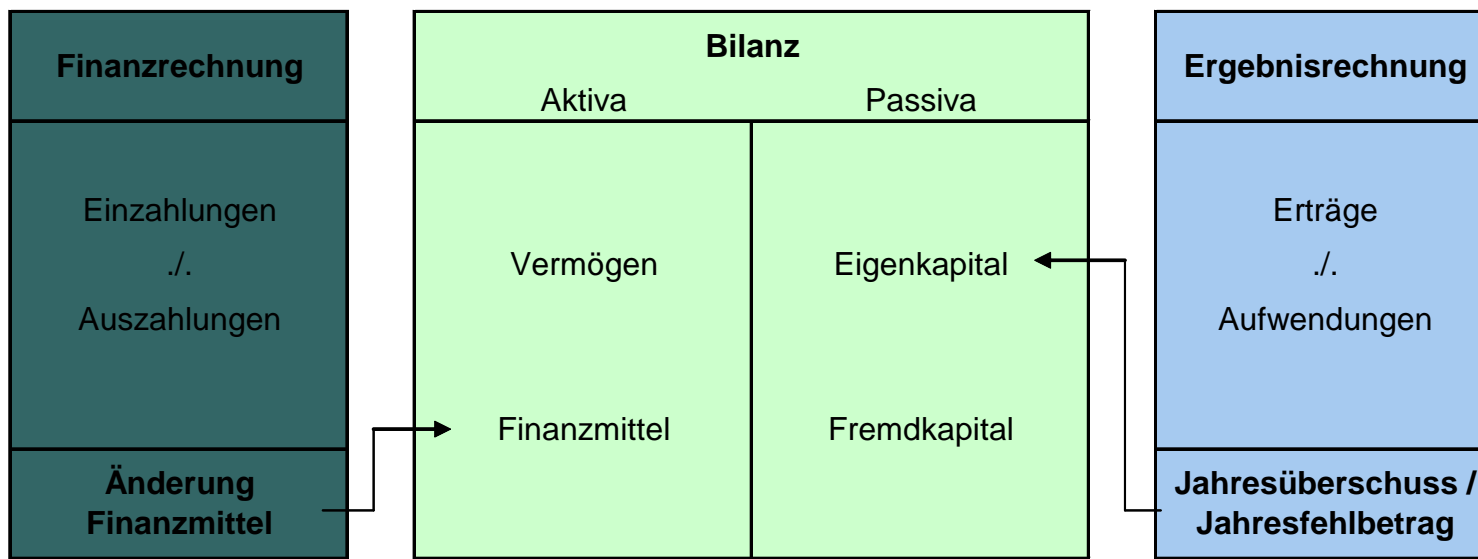 Finanzrechnung
Einzahlungen
./.
Auszahlungen
Änderung
Finanzmittel
Bilanz
Aktiva
Passiva
Vermögen
Eigenkapital
Finanzmittel
Fremdkapital
Ergebnisrechnung
Erträge
./.
Aufwendungen
Jahresüberschuss /
Jahresfehlbetrag